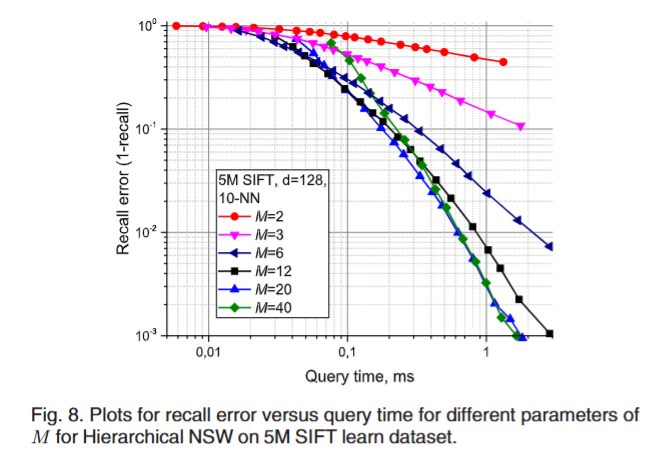 10⁰
10⁻¹
10⁻²
10⁻³
Recall error (1-recall)
5M SIFT, d=128,
10-NN
M=2
M=3
M=6
M=12
M=20
M=40
0,01 0,1 1
Query time, ms
Fig. 8. Plots for recall error versus query time for different parameters of
M for Hierarchical NSW on 5M SIFT learn dataset.